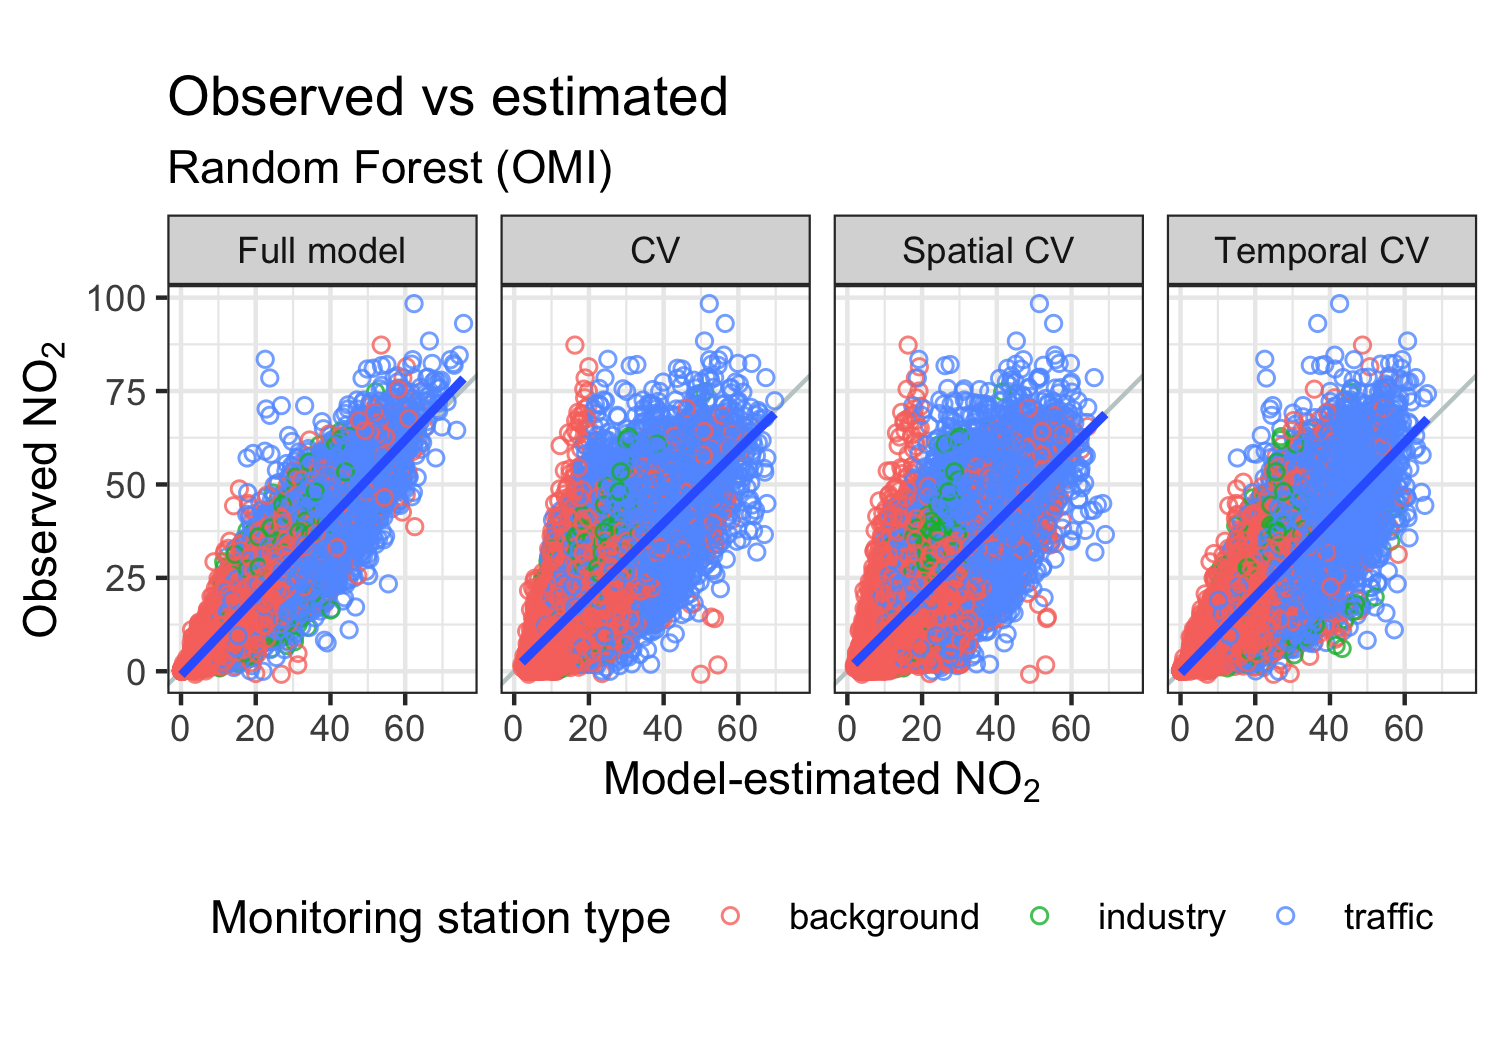 Observed vs estimated
Random Forest (OMI)
Full model CV Spatial CV Temporal CV
100
75
50
25
0
Observed NO₂
0 20 40 60 0 20 40 60 0 20 40 60 0 20 40 60
Model-estimated NO₂
Monitoring station type background industry traffic